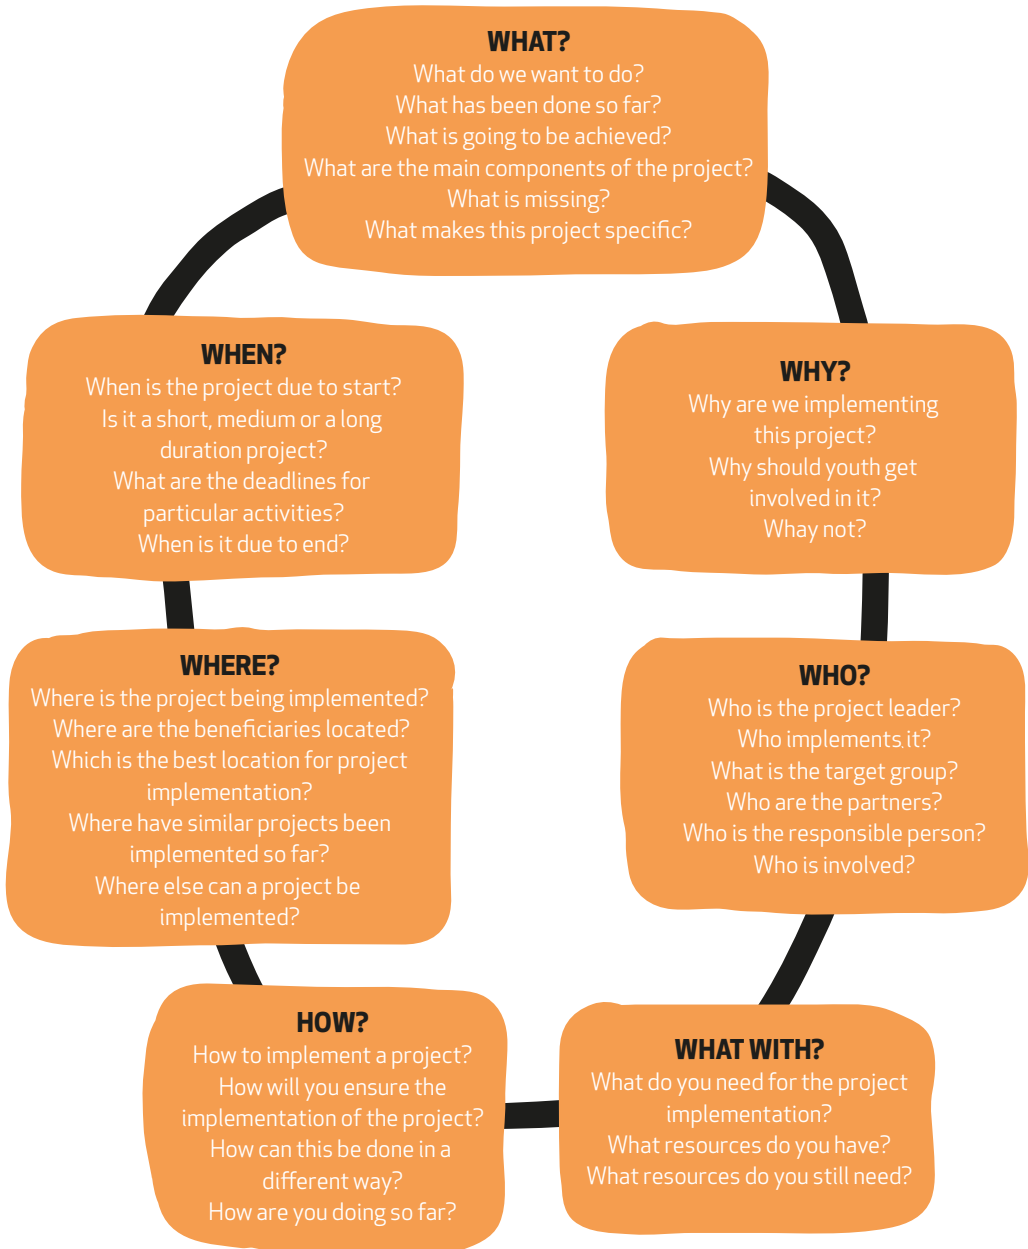 WHAT?
What do we want to do?
What has been done so far?
What is going to be achieved?
What are the main components of the project?
What is missing?
What makes this project specific?
WHEN?
When is the project due to start?
Is it a short, medium or a long
duration project?
What are the deadlines for
particular activities?
When is it due to end?
WHY?
Why are we implementing
this project?
Why should youth get
involved in it?
Whay not?
WHERE?
Where is the project being implemented?
Where are the beneficiaries located?
Which is the best location for project
implementation?
Where have similar projects been
implemented so far?
Where else can a project be
implemented?
WHO?
Who is the project leader?
Who implements it?
What is the target group?
Who are the partners?
Who is the responsible person?
Who is involved?
HOW?
How to implement a project?
How will you ensure the
implementation of the project?
How can this be done in a
different way?
How are you doing so far?
WHAT WITH?
What do you need for the project
implementation?
What resources do you have?
What resources do you still need?